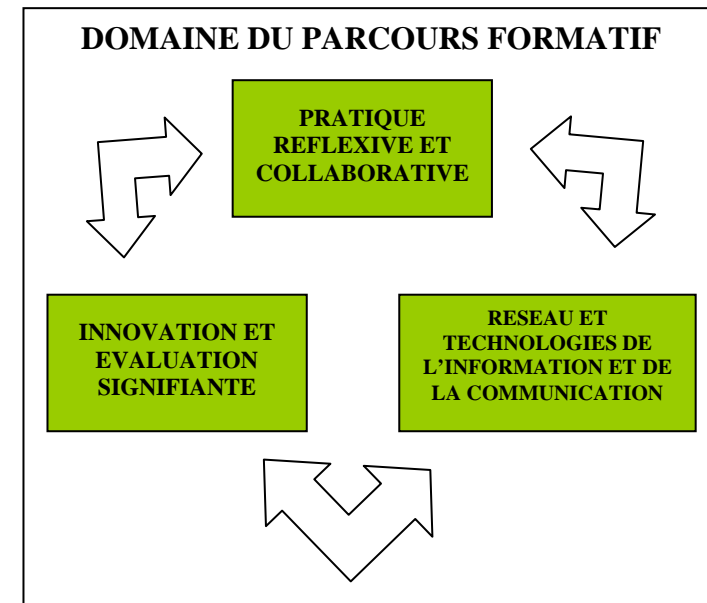 DOMAINE DU PARCOURS FORMATIF
PRATIQUE
REFLEXIVE ET
COLLABORATIVE
INNOVATION ET
EVALUATION
SIGNIFIANTE
RESEAU ET
TECHNOLOGIES DE
L’INFORMATION ET DE
LA COMMUNICATION